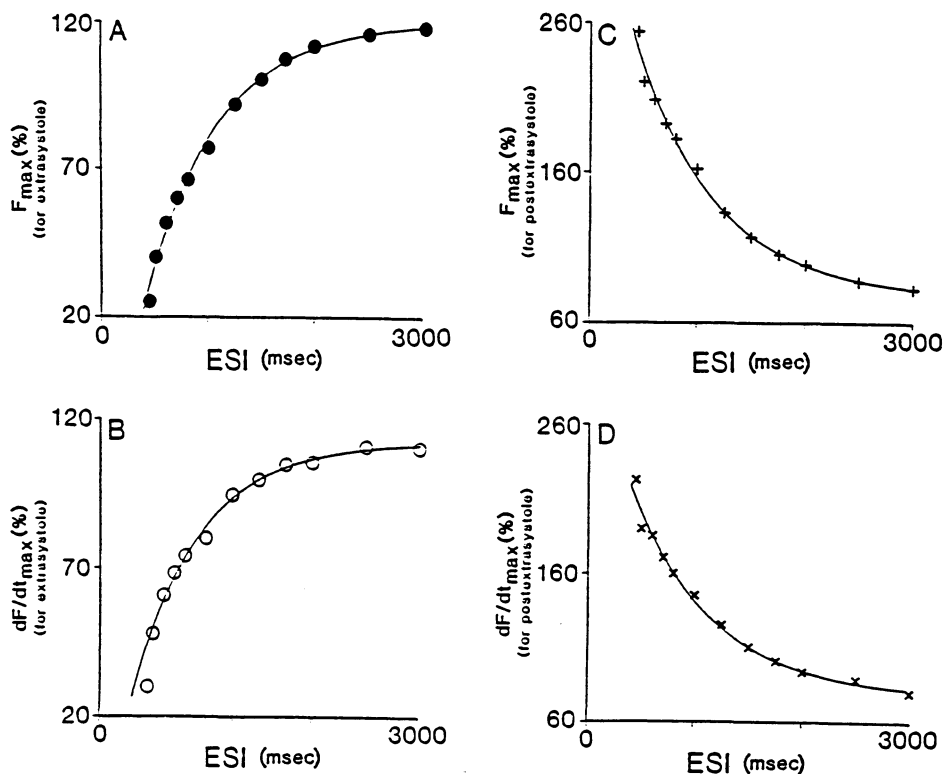 A
120
70
20
0
3000
F max (%)
(for extrasystole)
ESI (msec)
C
260
160
60
0
3000
F max (%)
(for postextrasystole)
ESI (msec)
B
120
70
20
0
3000
dF/dt max (%)
(for extrasystole)
ESI (msec)
D
260
160
60
0
3000
dF/dt max (%)
(for postextrasystole)
ESI (msec)